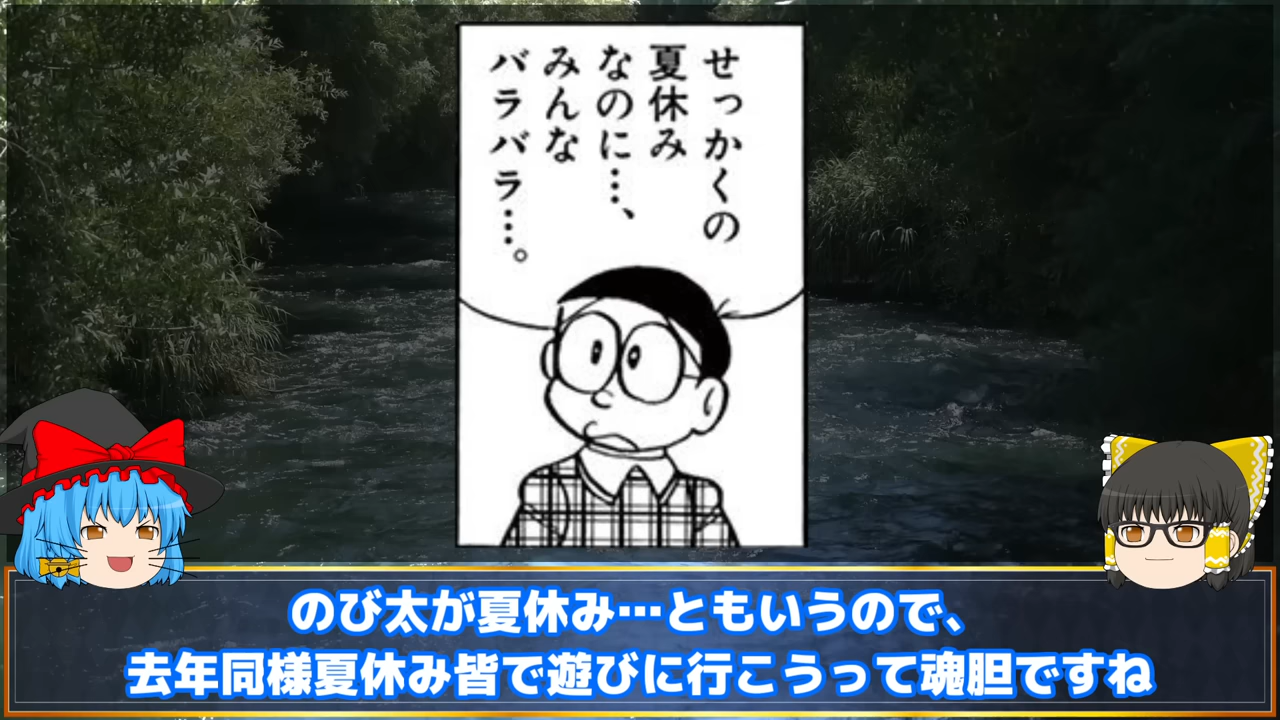 せっかくの
夏休み
なのに…、
みんな
バラバラ…。
のび太が夏休み…ともいうので、
去年同様夏休み皆で遊びに行こうって魂胆ですね